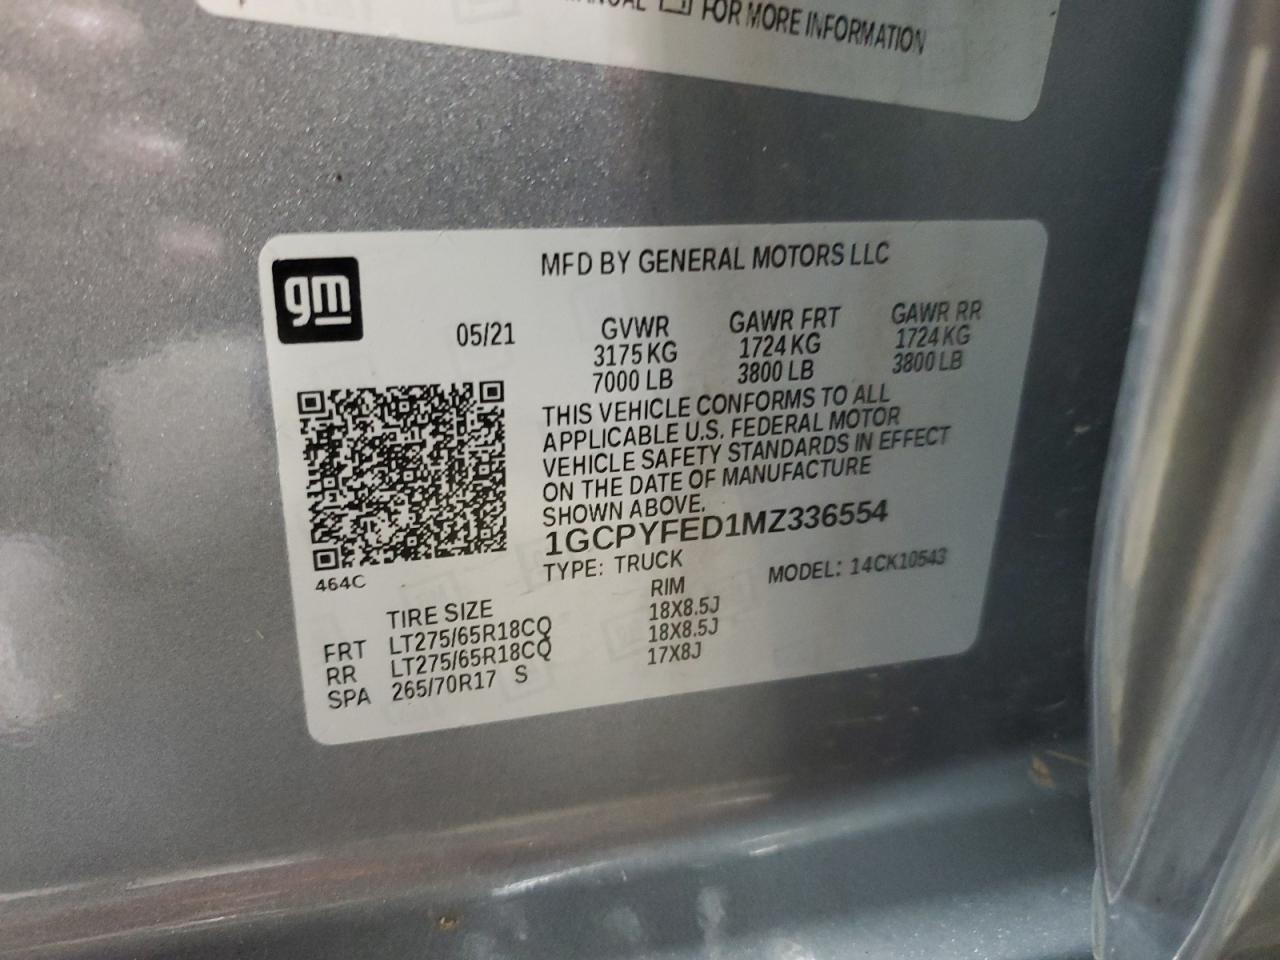 FOR MORE INFORMATION
gm
MFD BY GENERAL MOTORS LLC
05/21
GVWR
3175 KG
7000 LB
GAWR FRT
1724 KG
3800 LB
GAWR RR
1724 KG
3800 LB
THIS VEHICLE CONFORMS TO ALL
APPLICABLE U.S. FEDERAL MOTOR
VEHICLE SAFETY STANDARDS IN EFFECT
ON THE DATE OF MANUFACTURE
SHOWN ABOVE.
1GCPYFED1MZ336554
TYPE: TRUCK
MODEL: 14CK10543
464C
TIRE SIZE RIM
FRT LT275/65R18CQ 18X8.5J
RR LT275/65R18CQ 18X8.5J
SPA 265/70R17 S 17X8J